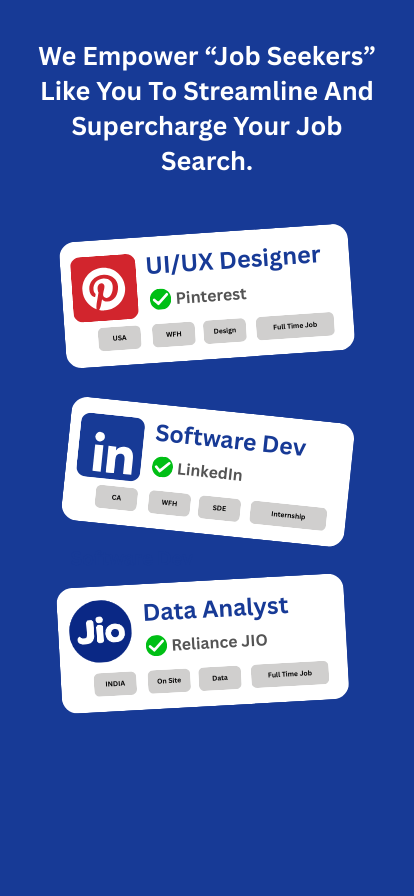 We Empower “Job Seekers”
Like You To Streamline And
Supercharge Your Job
Search.
UI/UX Designer
Pinterest
USA
WFH
Design
Full Time Job
in
Software Dev
LinkedIn
CA
WFH
SDE
Internship
Jio
Data Analyst
Reliance JIO
INDIA
On Site
Data
Full Time Job